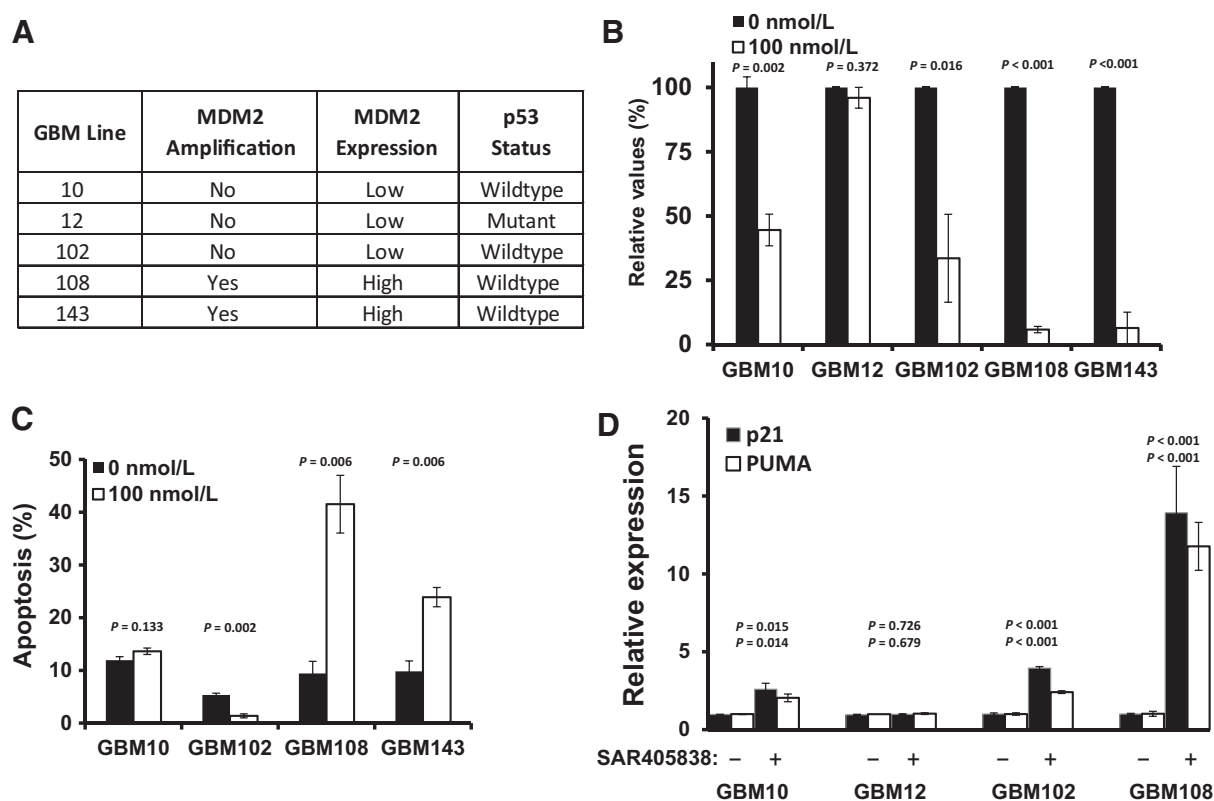 A
GBM Line MDM2 Amplification MDM2 Expression p53 Status
10 No Low Wildtype
12 No Low Mutant
102 No Low Wildtype
108 Yes High Wildtype
143 Yes High Wildtype
B
0 nmol/L
100 nmol/L
P = 0.002 P = 0.372 P = 0.016 P < 0.001 P <0.001
Relative values (%)
100
75
50
25
0
GBM10 GBM12 GBM102 GBM108 GBM143
C
0 nmol/L
100 nmol/L
P = 0.006 P = 0.006
P = 0.133 P = 0.002
Apoptosis (%)
50
40
30
20
10
0
GBM10 GBM102 GBM108 GBM143
D
p21
PUMA
Relative expression
20
15
10
5
0
P = 0.015 P = 0.726 P < 0.001 P < 0.001
P = 0.014 P = 0.679 P < 0.001 P < 0.001
SAR405838: – + – + – + – +
GBM10 GBM12 GBM102 GBM108